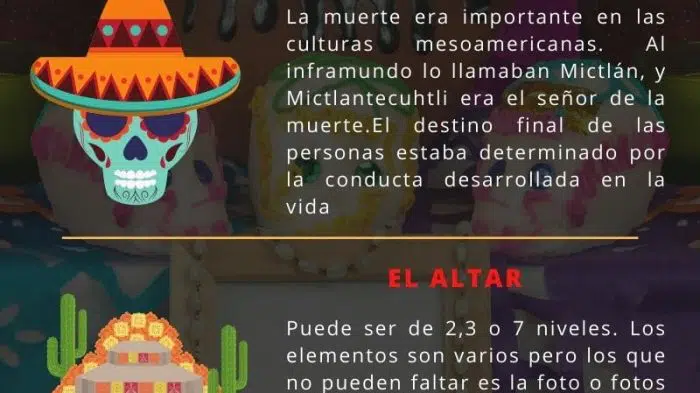 La muerte era importante en las
culturas mesoamericanas. Al
inframundo lo llamaban Mictlán, y
Mictlantecuhtli era el señor de la
muerte.El destino final de las
personas estaba determinado por
la conducta desarrollada en la
vida
EL ALTAR
Puede ser de 2,3 o 7 niveles. Los
elementos son varios pero los que
no pueden faltar es la foto o fotos